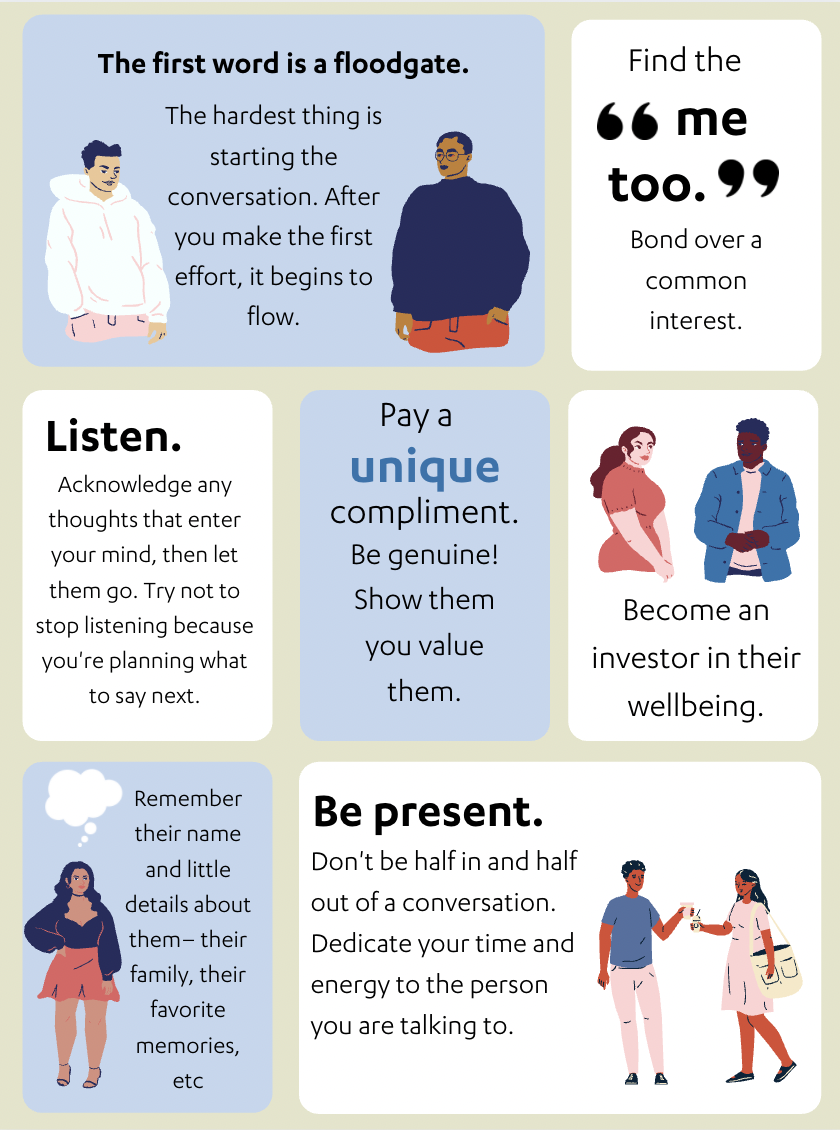 The first word is a floodgate.
The hardest thing is
starting the
conversation. After
you make the first
effort, it begins to
flow.
Find the
“ me
too. ”
Bond over a
common
interest.
Listen.
Acknowledge any
thoughts that enter
your mind, then let
them go. Try not to
stop listening because
you're planning what
to say next.
Pay a
unique
compliment.
Be genuine!
Show them
you value
them.
Become an
investor in their
wellbeing.
Remember
their name
and little
details about
them– their
family, their
favorite
memories,
etc
Be present.
Don't be half in and half
out of a conversation.
Dedicate your time and
energy to the person
you are talking to.